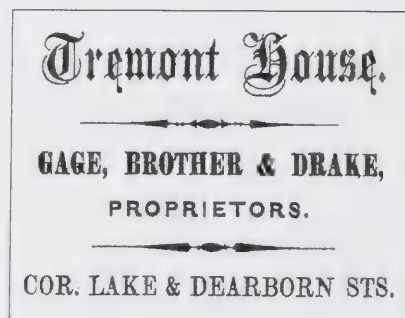 Tremont House.
GAGE, BROTHER & DRAKE,
PROPRIETORS.
COR. LAKE & DEARBORN STS.